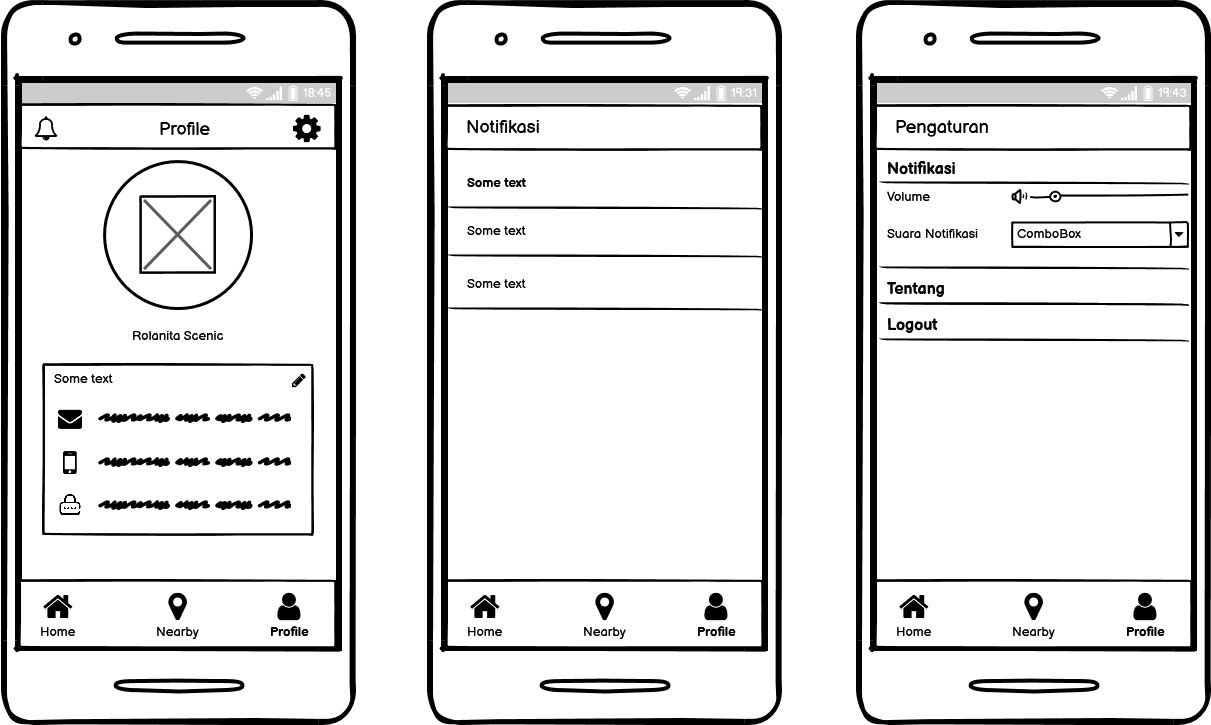 18:45
Profile
Rolanita Scenic
Some text
Home Nearby Profile
19:31
Notifikasi
Some text
Some text
Some text
Home Nearby Profile
19:43
Pengaturan
Notifikasi
Volume
Suara Notifikasi ComboBox
Tentang
Logout
Home Nearby Profile